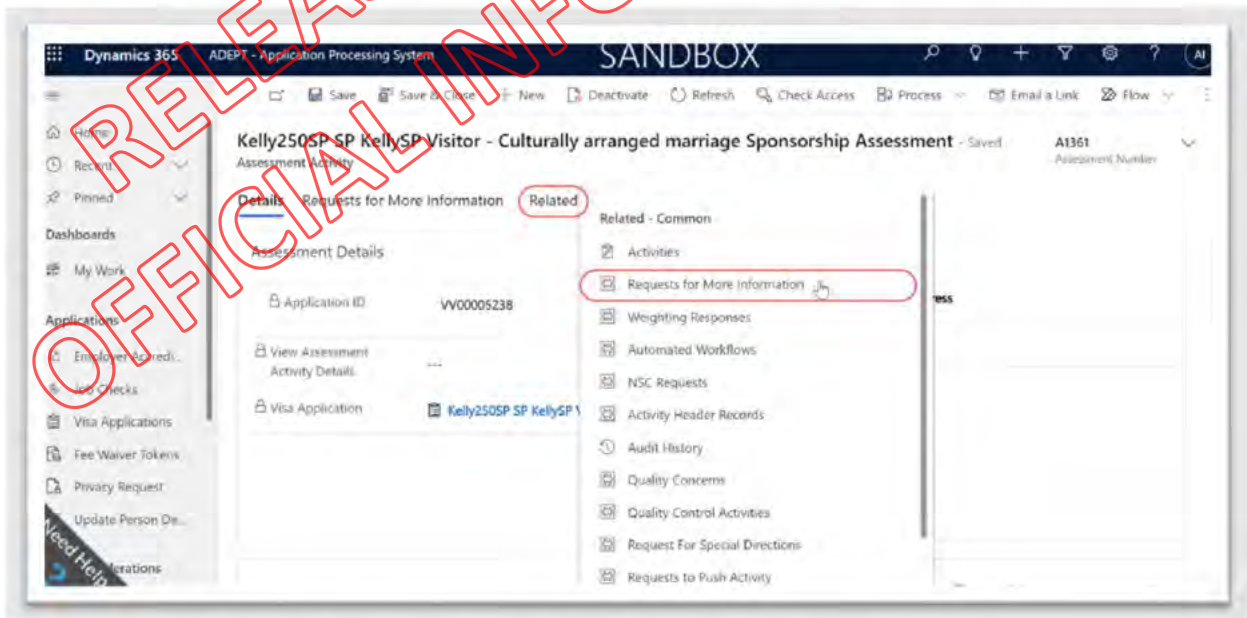 Dynamics 365 ADEPT - Application Processing System SANDBOX AI
Save Save & Close New Deactivate Refresh Check Access Process Email a Link Flow
Home
Recent
Pinned
Dashboards
My Work
Applications
Employer Accredi...
Job Checks
Visa Applications
Fee Waiver Tokens
Privacy Request
Update Person De...
erations
Need Help
Kelly250SP SP KellySP Visitor - Culturally arranged marriage Sponsorship Assessment - Saved
Assessment Activity
A1361
Assessment Number
Details Requests for More Information Related
Assessment Details
Application ID VV00005238
View Assessment
Activity Details ---
Visa Application Kelly250SP SP KellySP V
Related - Common
Activities
Requests for More Information
Weighting Responses
Automated Workflows
NSC Requests
Activity Header Records
Audit History
Quality Concerns
Quality Control Activities
Request For Special Directions
Requests to Push Activity
ess
OFFICIAL INFO